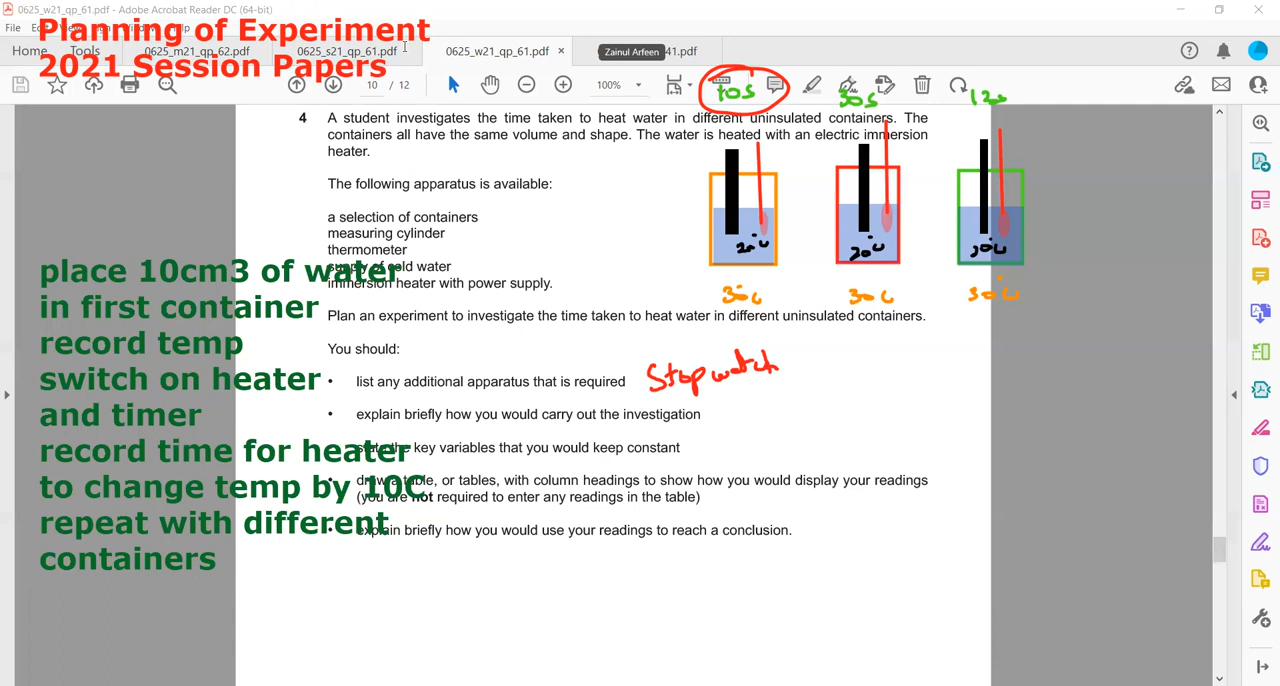 0625_w21_qp_61.pdf - Adobe Acrobat Reader DC (64-bit)
Planning of Experiment
2021 Session Papers
Home Tools 0625_m21_qp_62.pdf 0625_s21_qp_61.pdf 0625_w21_qp_61.pdf × Zainul Arfeen 41.pdf
10 / 12 100%
10s 30s 12s
4 A student investigates the time taken to heat water in different uninsulated containers. The
containers all have the same volume and shape. The water is heated with an electric immersion
heater.
The following apparatus is available:
a selection of containers
measuring cylinder
thermometer
supply of cold water
immersion heater with power supply.
20°C 20°C 20°C
30°C 30C 30°C
Plan an experiment to investigate the time taken to heat water in different uninsulated containers.
You should:
• list any additional apparatus that is required
Stopwatch
• explain briefly how you would carry out the investigation
state the key variables that you would keep constant
draw a table, or tables, with column headings to show how you would display your readings
(you are not required to enter any readings in the table)
• explain briefly how you would use your readings to reach a conclusion.
place 10cm3 of water
in first container
record temp
switch on heater
and timer
record time for heater
to change temp by 10C
repeat with different
containers